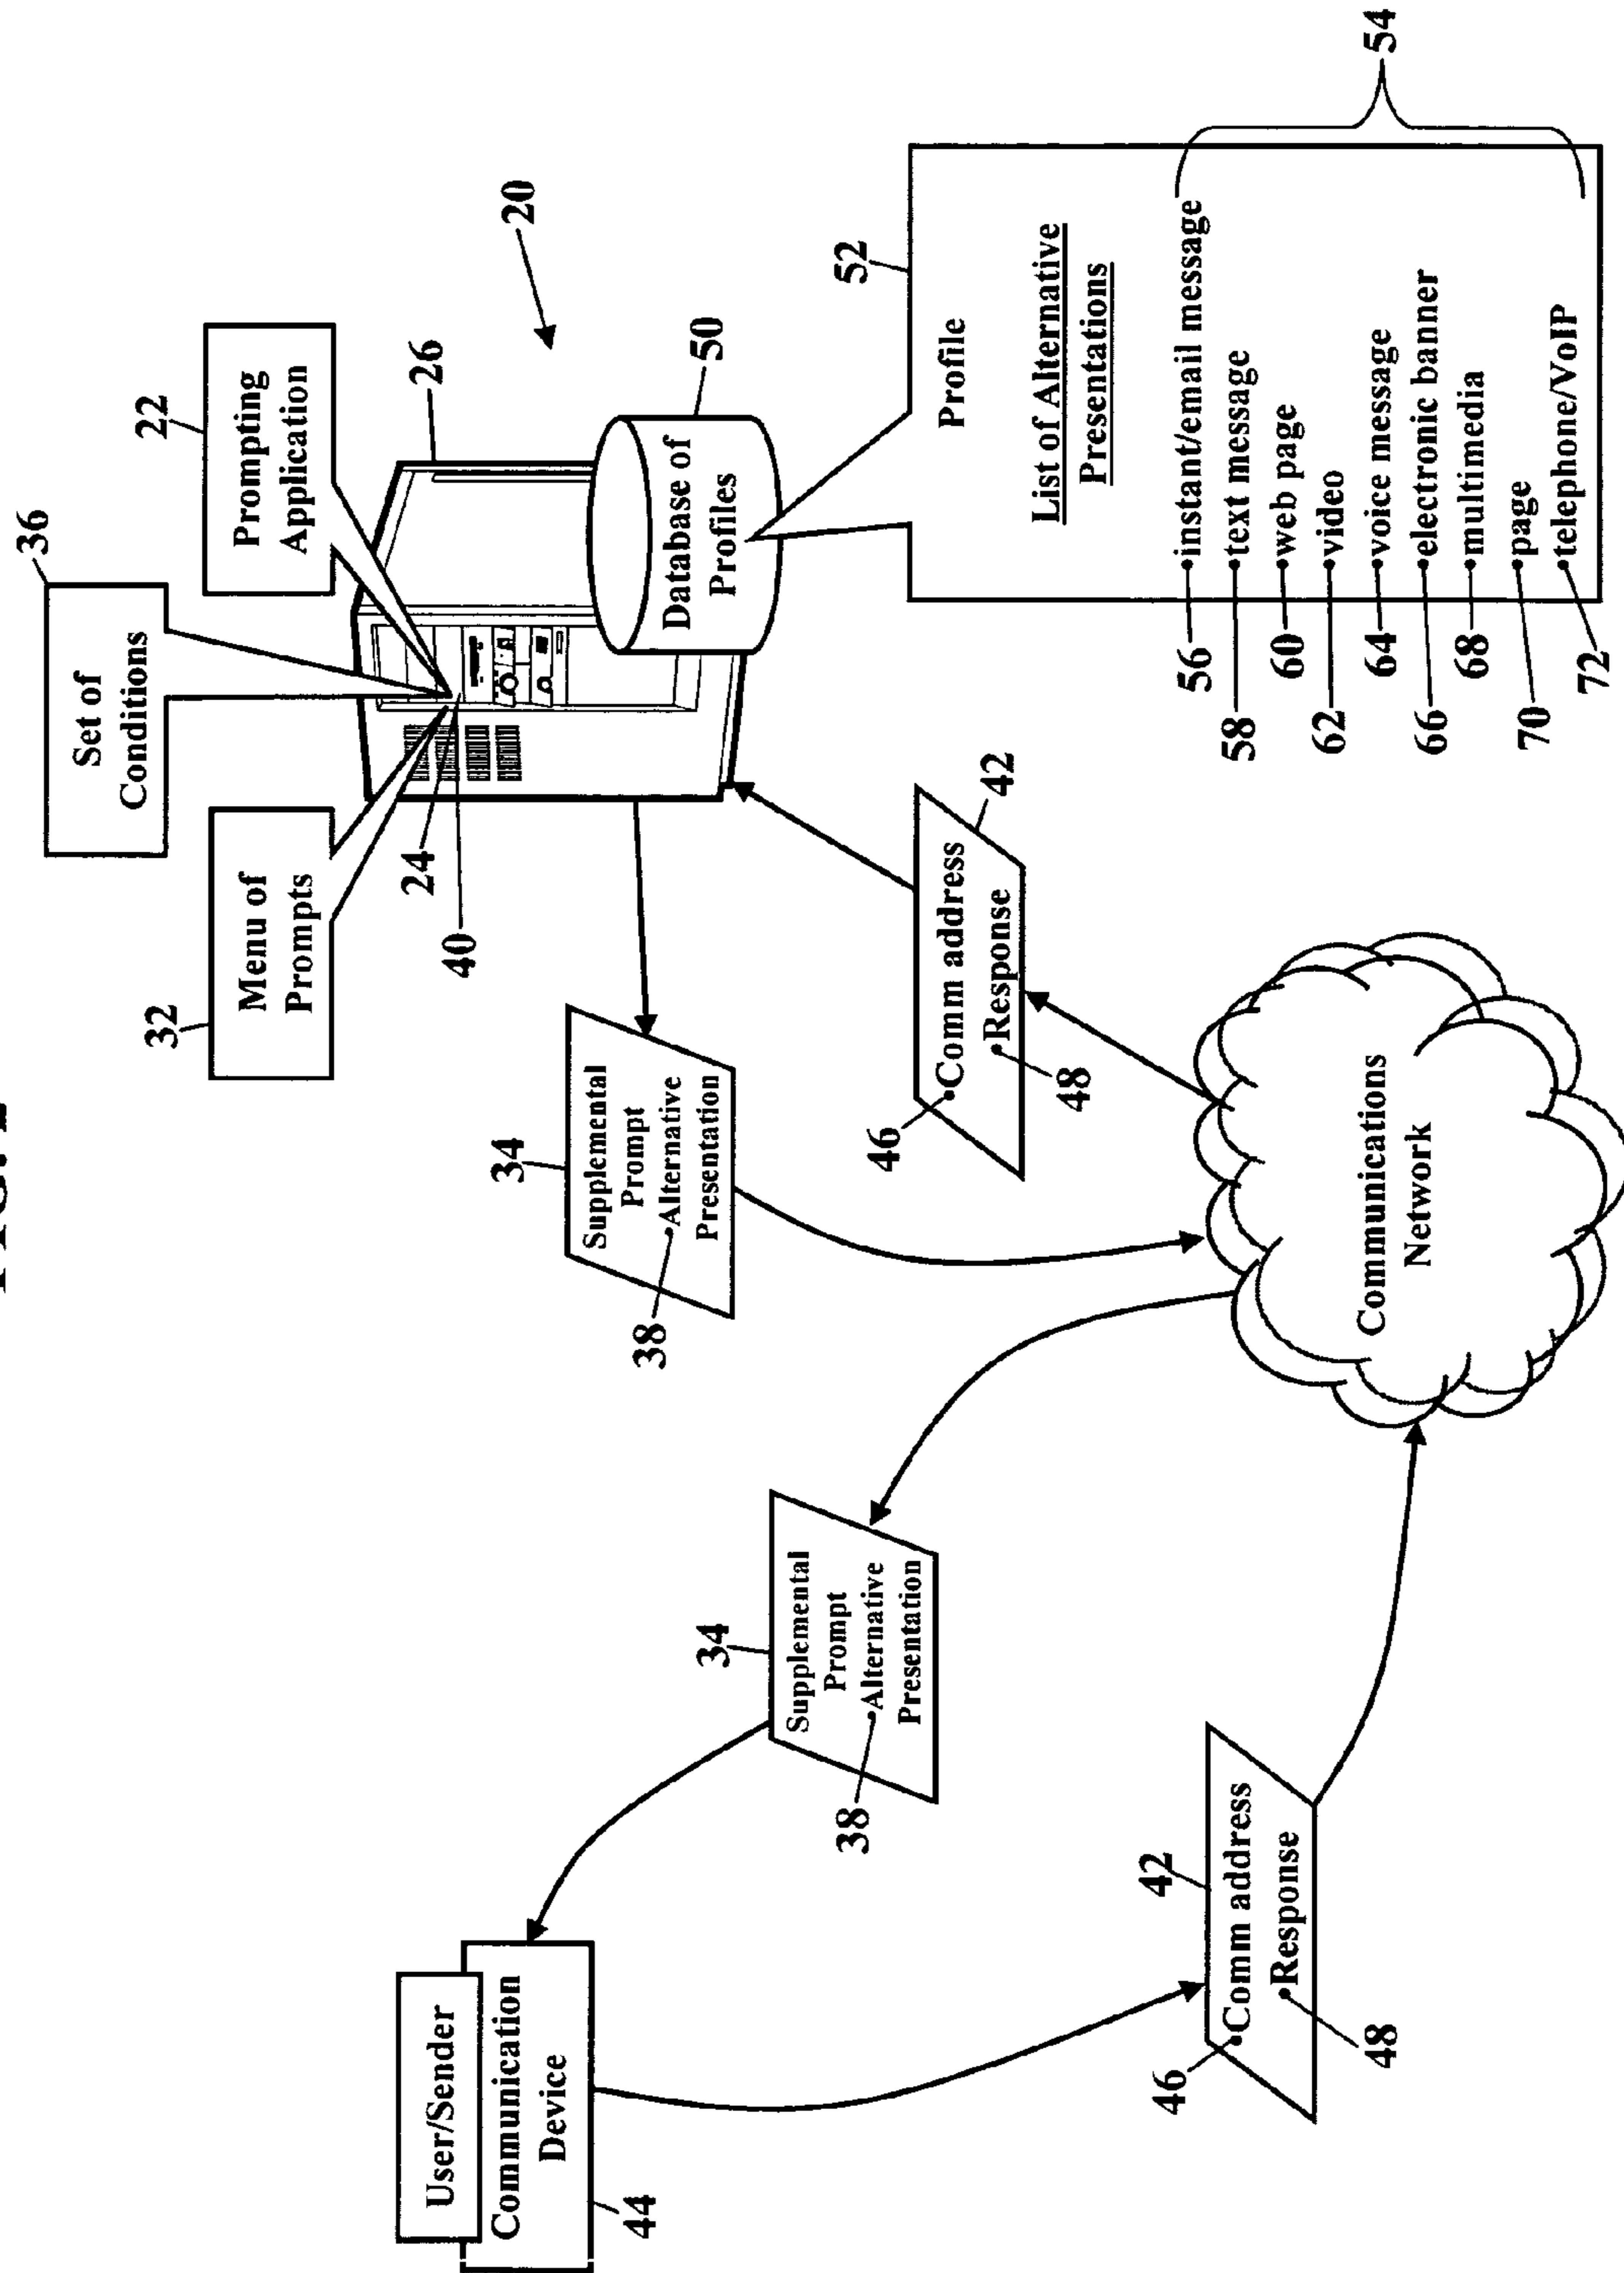 36
Set of
Conditions
22
Prompting
Application
32
Menu of
Prompts
24
40
26
20
50
Database of
Profiles
52
Profile
List of Alternative
Presentations
56 •instant/email message
58 •text message
60 •web page
62 •video
64 •voice message
66 •electronic banner
68 •multimedia
70 •page
72 •telephone/VoIP
54
34
Supplemental
Prompt
•Alternative
Presentation
38
42
46
•Comm address
•Response
48
Communications
Network
34
Supplemental
Prompt
•Alternative
Presentation
38
User/Sender
Communication
Device
44
42
46
•Comm address
•Response
48